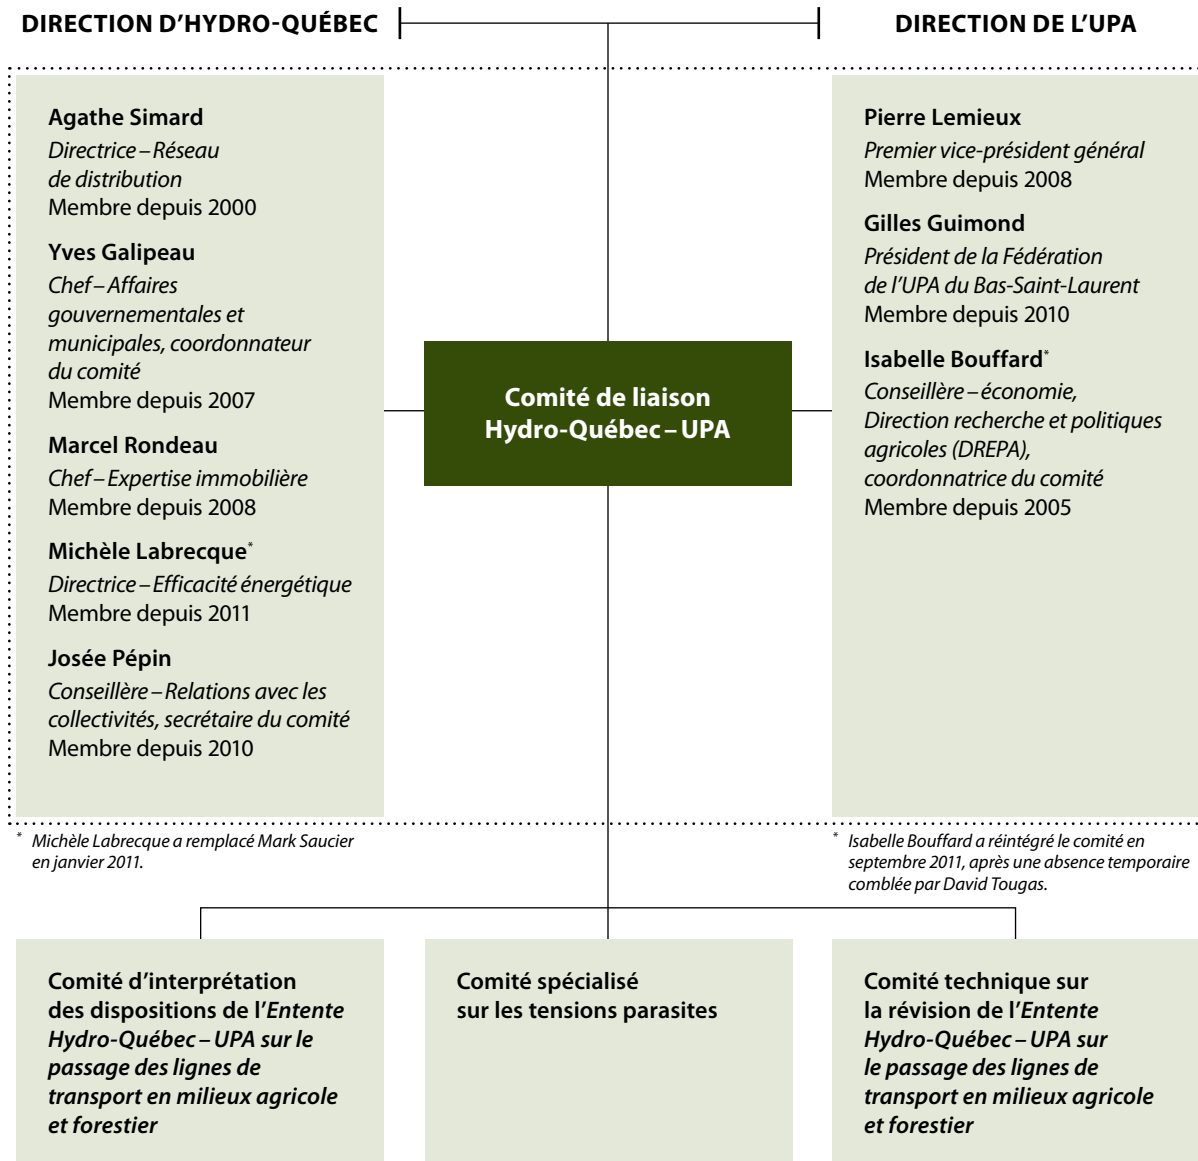 DIRECTION D’HYDRO-QUÉBEC
DIRECTION DE L’UPA
Agathe Simard
Directrice – Réseau
de distribution
Membre depuis 2000
Yves Galipeau
Chef – Affaires
gouvernementales et
municipales, coordonnateur
du comité
Membre depuis 2007
Marcel Rondeau
Chef – Expertise immobilière
Membre depuis 2008
Michèle Labrecque*
Directrice – Efficacité énergétique
Membre depuis 2011
Josée Pépin
Conseillère – Relations avec les
collectivités, secrétaire du comité
Membre depuis 2010
Comité de liaison
Hydro-Québec – UPA
Pierre Lemieux
Premier vice-président général
Membre depuis 2008
Gilles Guimond
Président de la Fédération
de l’UPA du Bas-Saint-Laurent
Membre depuis 2010
Isabelle Bouffard*
Conseillère – économie,
Direction recherche et politiques
agricoles (DREPA),
coordonnatrice du comité
Membre depuis 2005
* Michèle Labrecque a remplacé Mark Saucier
en janvier 2011.
* Isabelle Bouffard a réintégré le comité en
septembre 2011, après une absence temporaire
comblée par David Tougas.
Comité d’interprétation
des dispositions de l’Entente
Hydro-Québec – UPA sur le
passage des lignes de
transport en milieux agricole
et forestier
Comité spécialisé
sur les tensions parasites
Comité technique sur
la révision de l’Entente
Hydro-Québec – UPA sur
le passage des lignes de
transport en milieux agricole
et forestier